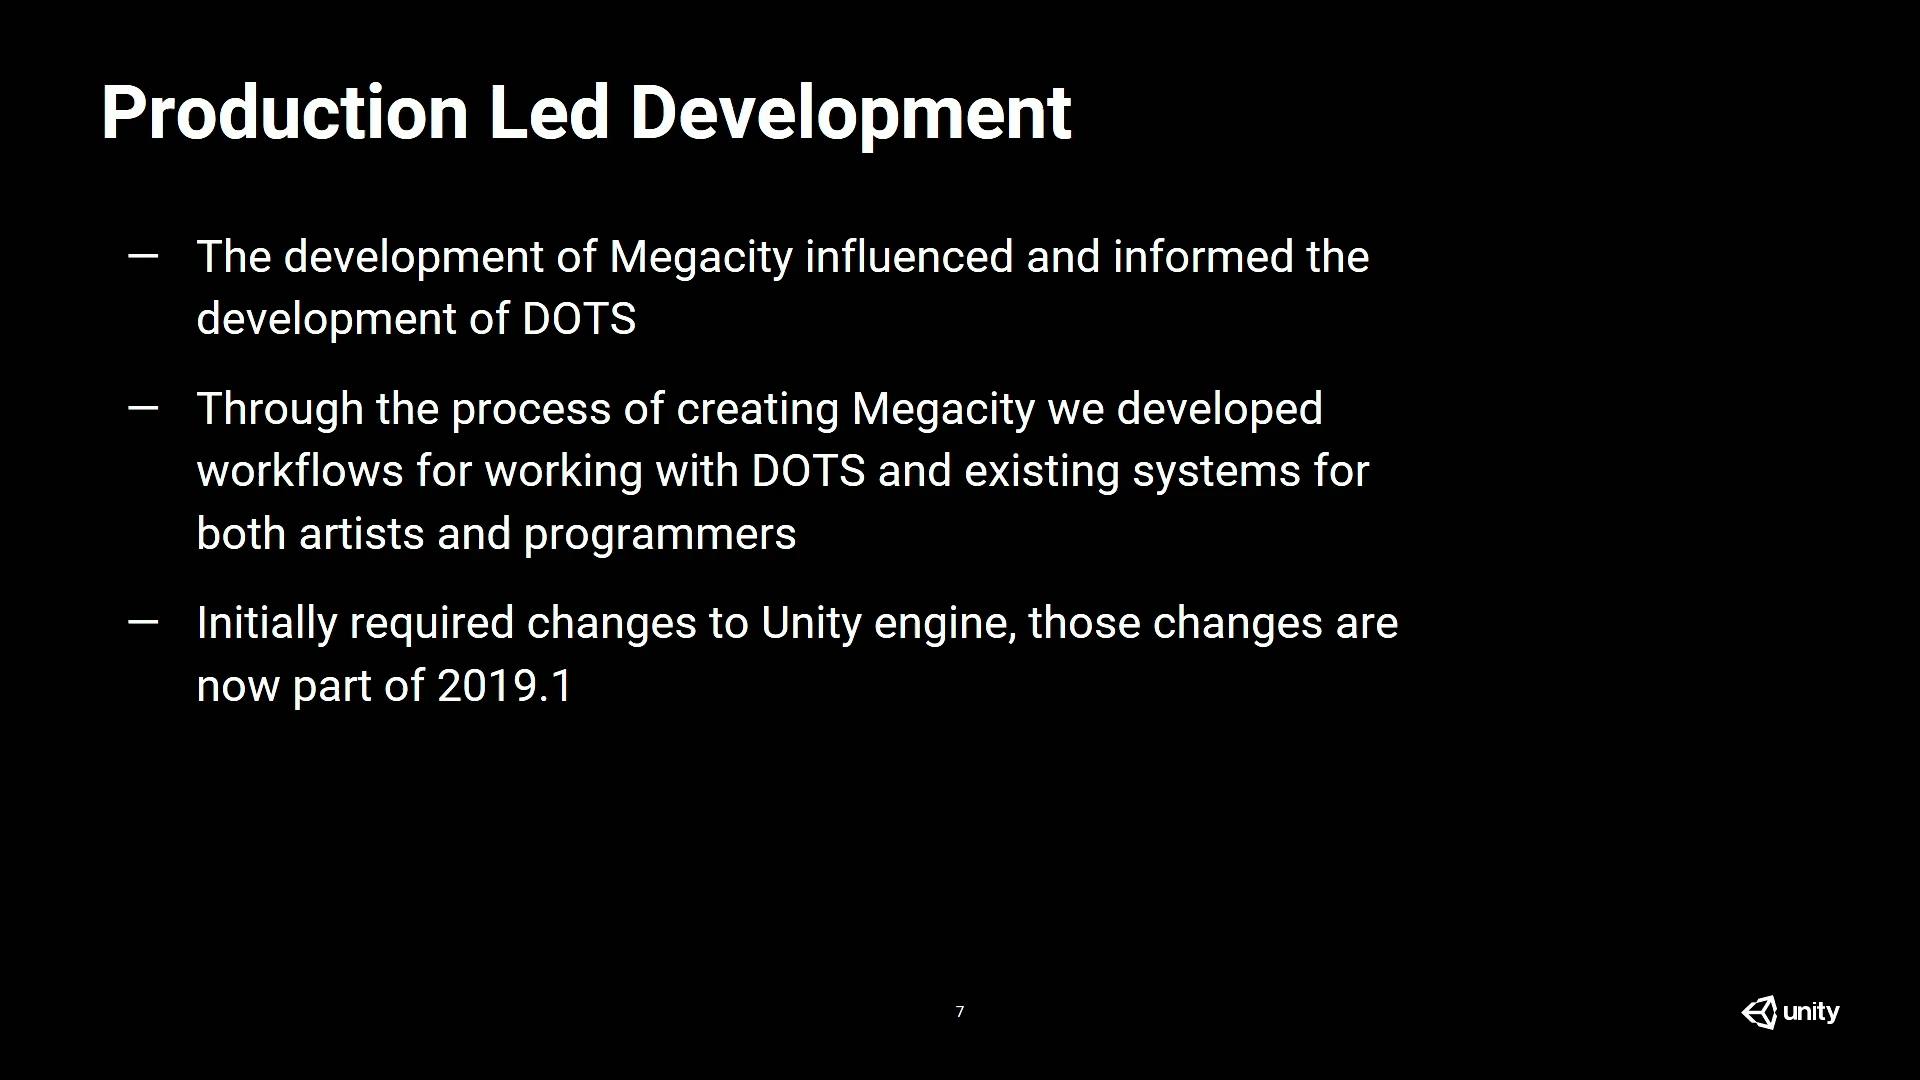 Production Led Development
— The development of Megacity influenced and informed the
development of DOTS
— Through the process of creating Megacity we developed
workflows for working with DOTS and existing systems for
both artists and programmers
— Initially required changes to Unity engine, those changes are
now part of 2019.1
7
unity